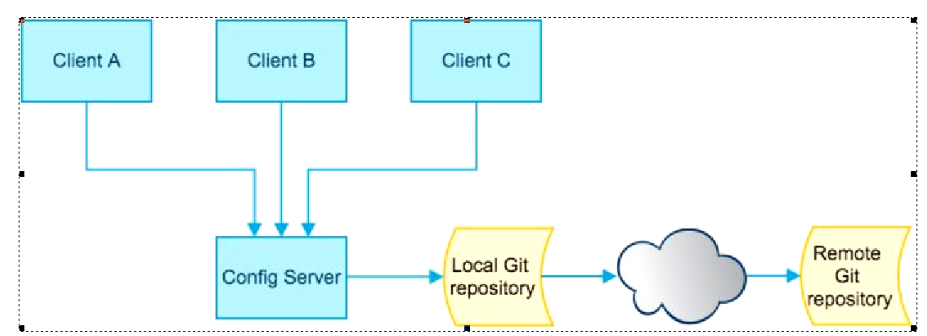 Client A
Client B
Client C
Config Server
Local Git
repository
Remote
Git
repository